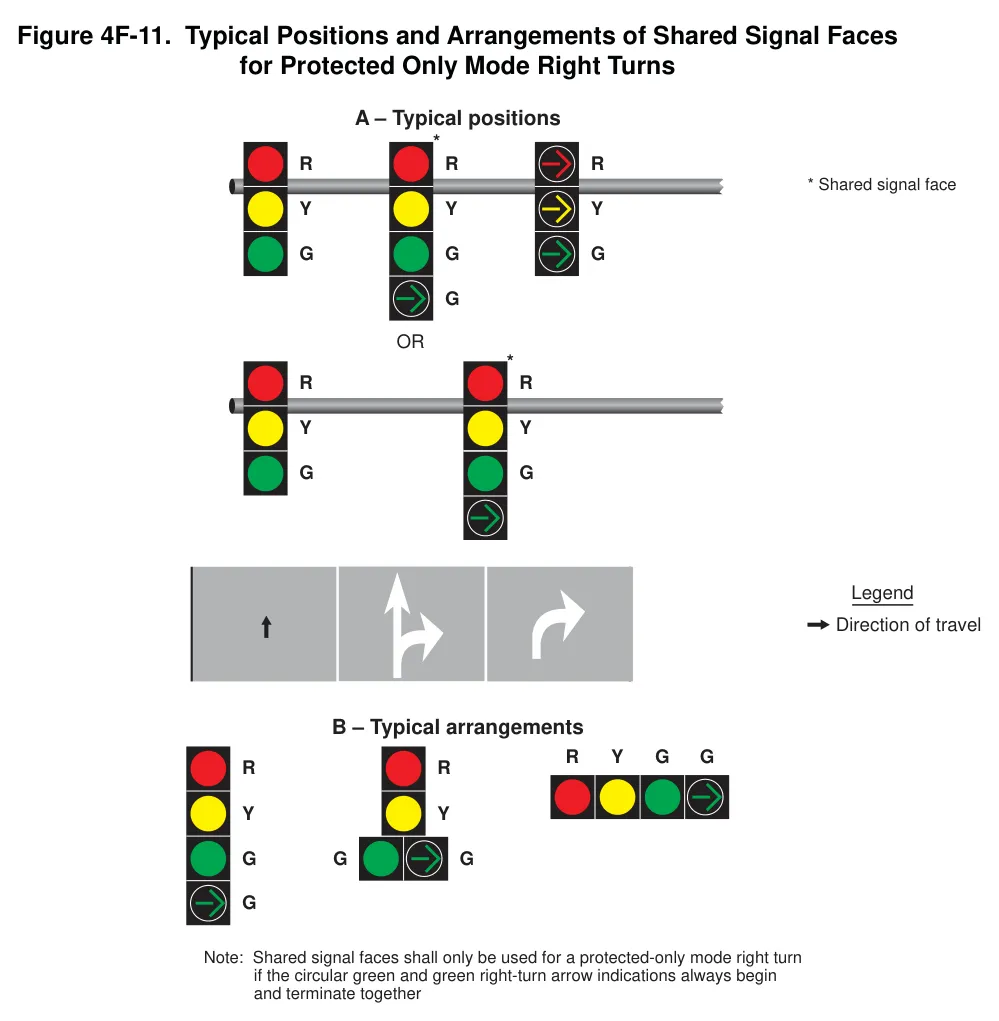 Figure 4F-11.  Typical Positions and Arrangements of Shared Signal Faces
for Protected Only Mode Right Turns
A – Typical positions
*
R
R
R
* Shared signal face
Y
Y
Y
G
G
G
G
OR
*
R
R
Y
Y
G
G
Legend
Direction of travel
B – Typical arrangements
R Y G G
R
R
Y
Y
G
G
G
G
Note:  Shared signal faces shall only be used for a protected-only mode right turn
if the circular green and green right-turn arrow indications always begin
and terminate together